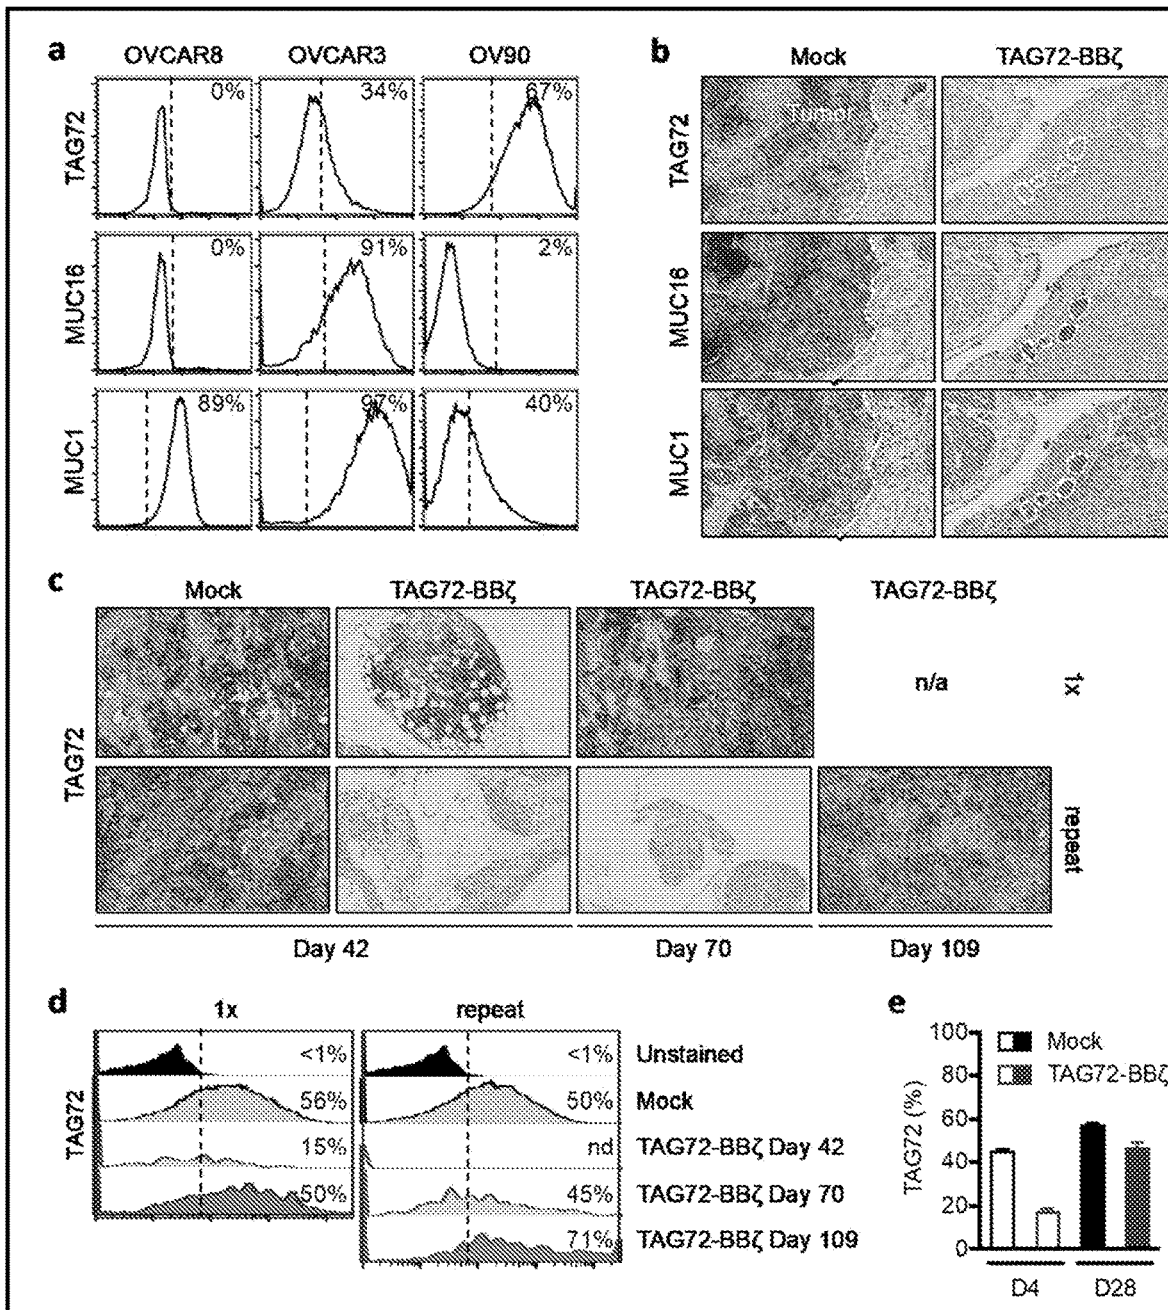 a
OVCAR8 OVCAR3 OV90
TAG72 0% 34% 67%
MUC16 0% 91% 2%
MUC1 89% 97% 40%
b
Mock TAG72-BBζ
TAG72
Tumor
MUC16
MUC1
c
Mock TAG72-BBζ TAG72-BBζ TAG72-BBζ
TAG72
n/a
1x
repeat
Day 42 Day 70 Day 109
d
1x repeat
TAG72
<1% <1% Unstained
56% 50% Mock
15% nd TAG72-BBζ Day 42
50% 45% TAG72-BBζ Day 70
71% TAG72-BBζ Day 109
e
Mock
TAG72-BBζ
TAG72 (%)
100
80
60
40
20
0
D4 D28